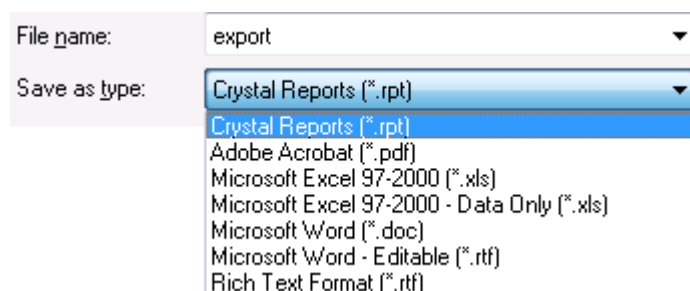 File name: export
Save as type: Crystal Reports (*.rpt)
Crystal Reports (*.rpt)
Adobe Acrobat (*.pdf)
Microsoft Excel 97-2000 (*.xls)
Microsoft Excel 97-2000 - Data Only (*.xls)
Microsoft Word (*.doc)
Microsoft Word - Editable (*.rtf)
Rich Text Format (*.rtf)